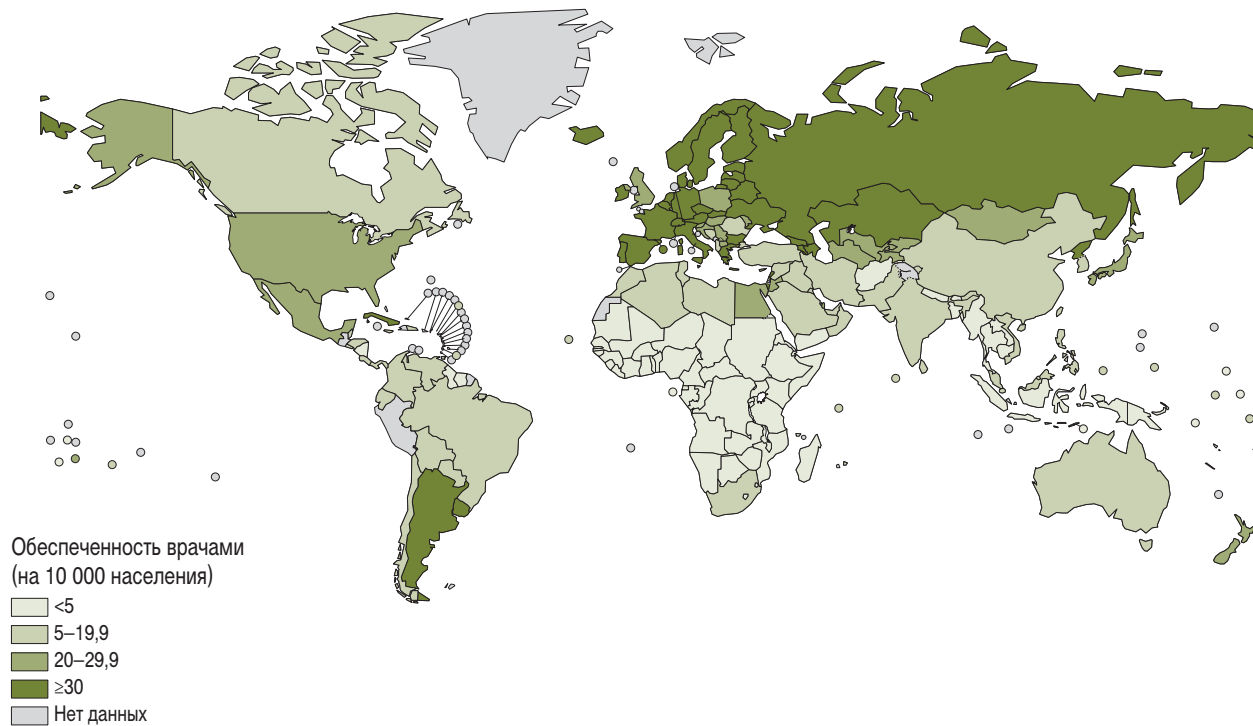 Обеспеченность врачами
(на 10 000 населения)
<5
5–19,9
20–29,9
≥30
Нет данных